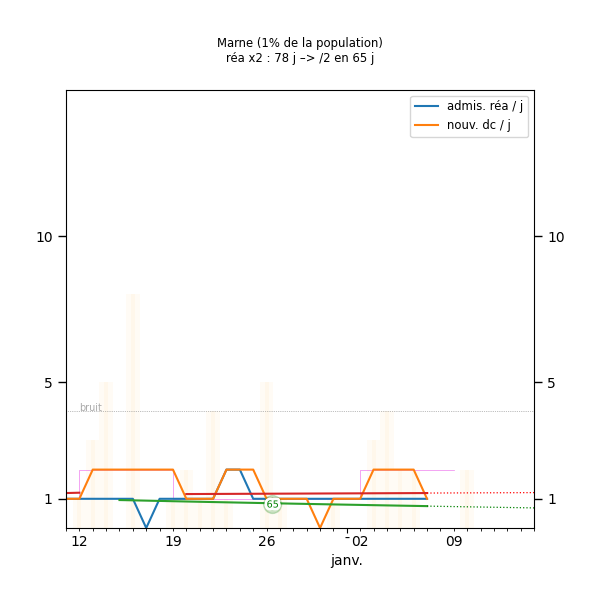 Marne (1% de la population)
réa x2 : 78 j –> /2 en 65 j
admis. réa / j
nouv. dc / j
10
10
5
5
bruit
65
1
1
12
19
26
02
09
janv.